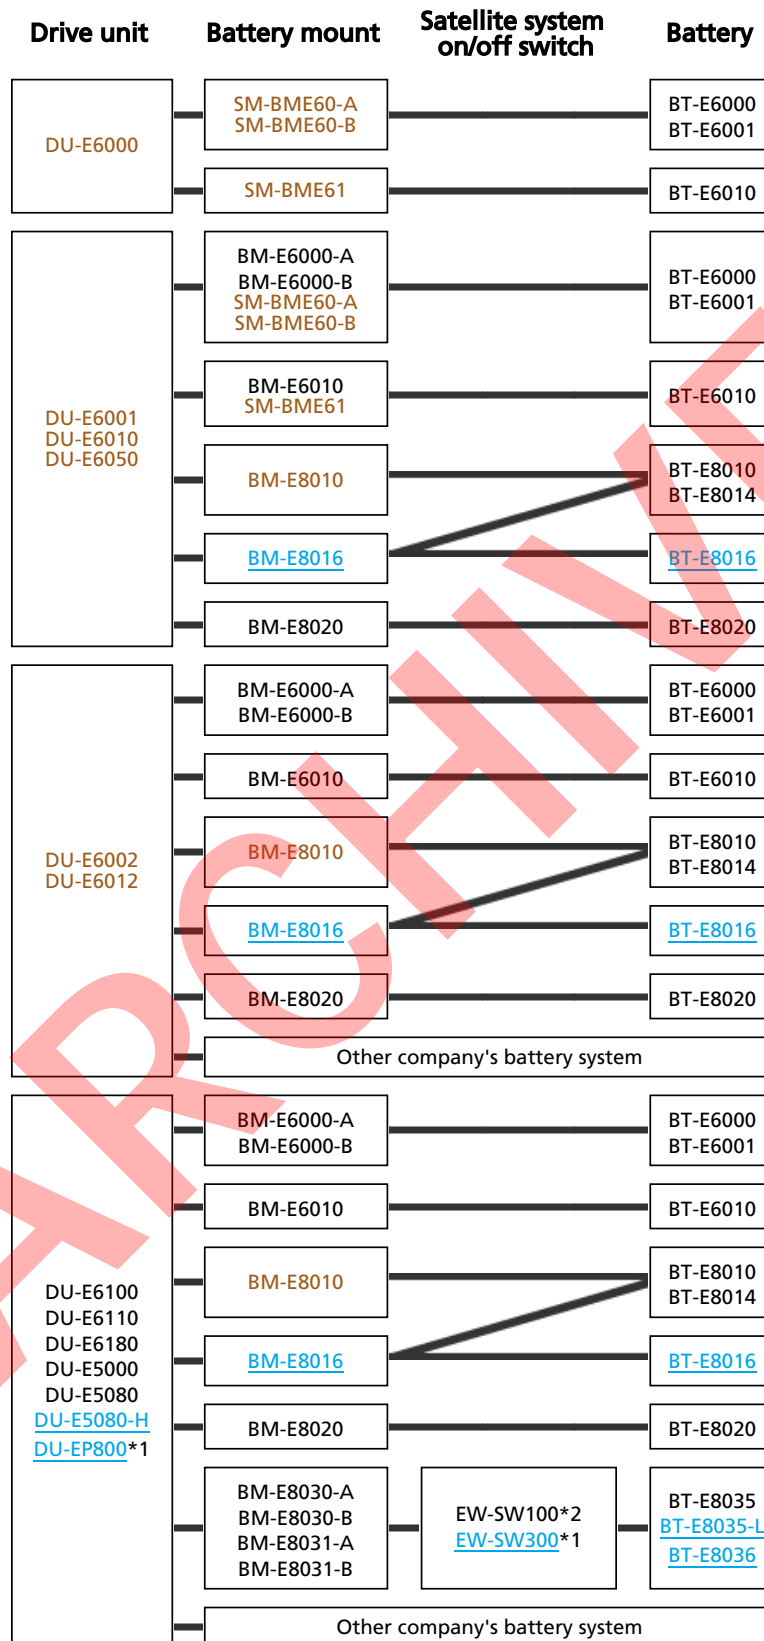 Drive unit
Battery mount
Satellite system
on/off switch
Battery
DU-E6000
SM-BME60-A
SM-BME60-B
BT-E6000
BT-E6001
SM-BME61
BT-E6010
DU-E6001
DU-E6010
DU-E6050
BM-E6000-A
BM-E6000-B
SM-BME60-A
SM-BME60-B
BT-E6000
BT-E6001
BM-E6010
SM-BME61
BT-E6010
BM-E8010
BT-E8010
BT-E8014
BM-E8016
BT-E8016
BM-E8020
BT-E8020
DU-E6002
DU-E6012
BM-E6000-A
BM-E6000-B
BT-E6000
BT-E6001
BM-E6010
BT-E6010
BM-E8010
BT-E8010
BT-E8014
BM-E8016
BT-E8016
BM-E8020
BT-E8020
Other company's battery system
DU-E6100
DU-E6110
DU-E6180
DU-E5000
DU-E5080
DU-E5080-H
DU-EP800*1
BM-E6000-A
BM-E6000-B
BT-E6000
BT-E6001
BM-E6010
BT-E6010
BM-E8010
BT-E8010
BT-E8014
BM-E8016
BT-E8016
BM-E8020
BT-E8020
BM-E8030-A
BM-E8030-B
BM-E8031-A
BM-E8031-B
EW-SW100*2
EW-SW300*1
BT-E8035
BT-E8035-L
BT-E8036
Other company's battery system
ARCHIVE